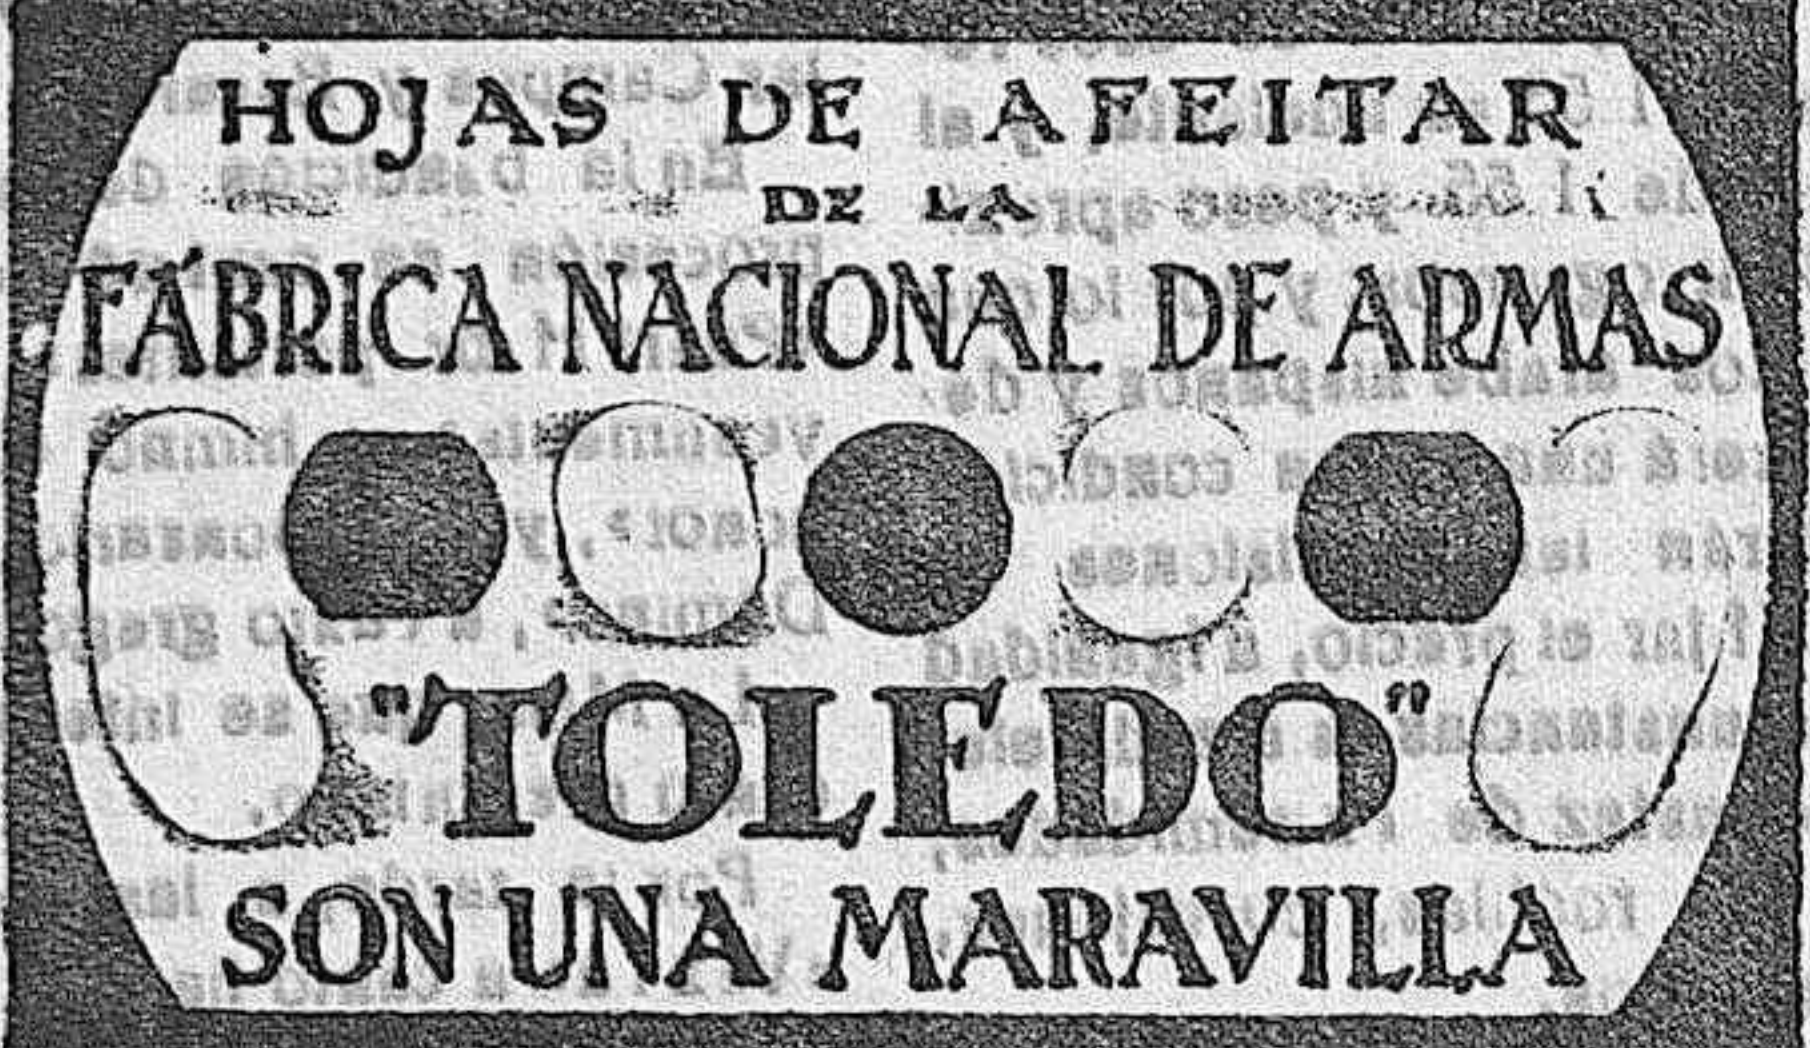 HOJAS DE AFEITAR
DE LA
FÁBRICA NACIONAL DE ARMAS
"TOLEDO"
SON UNA MARAVILLA